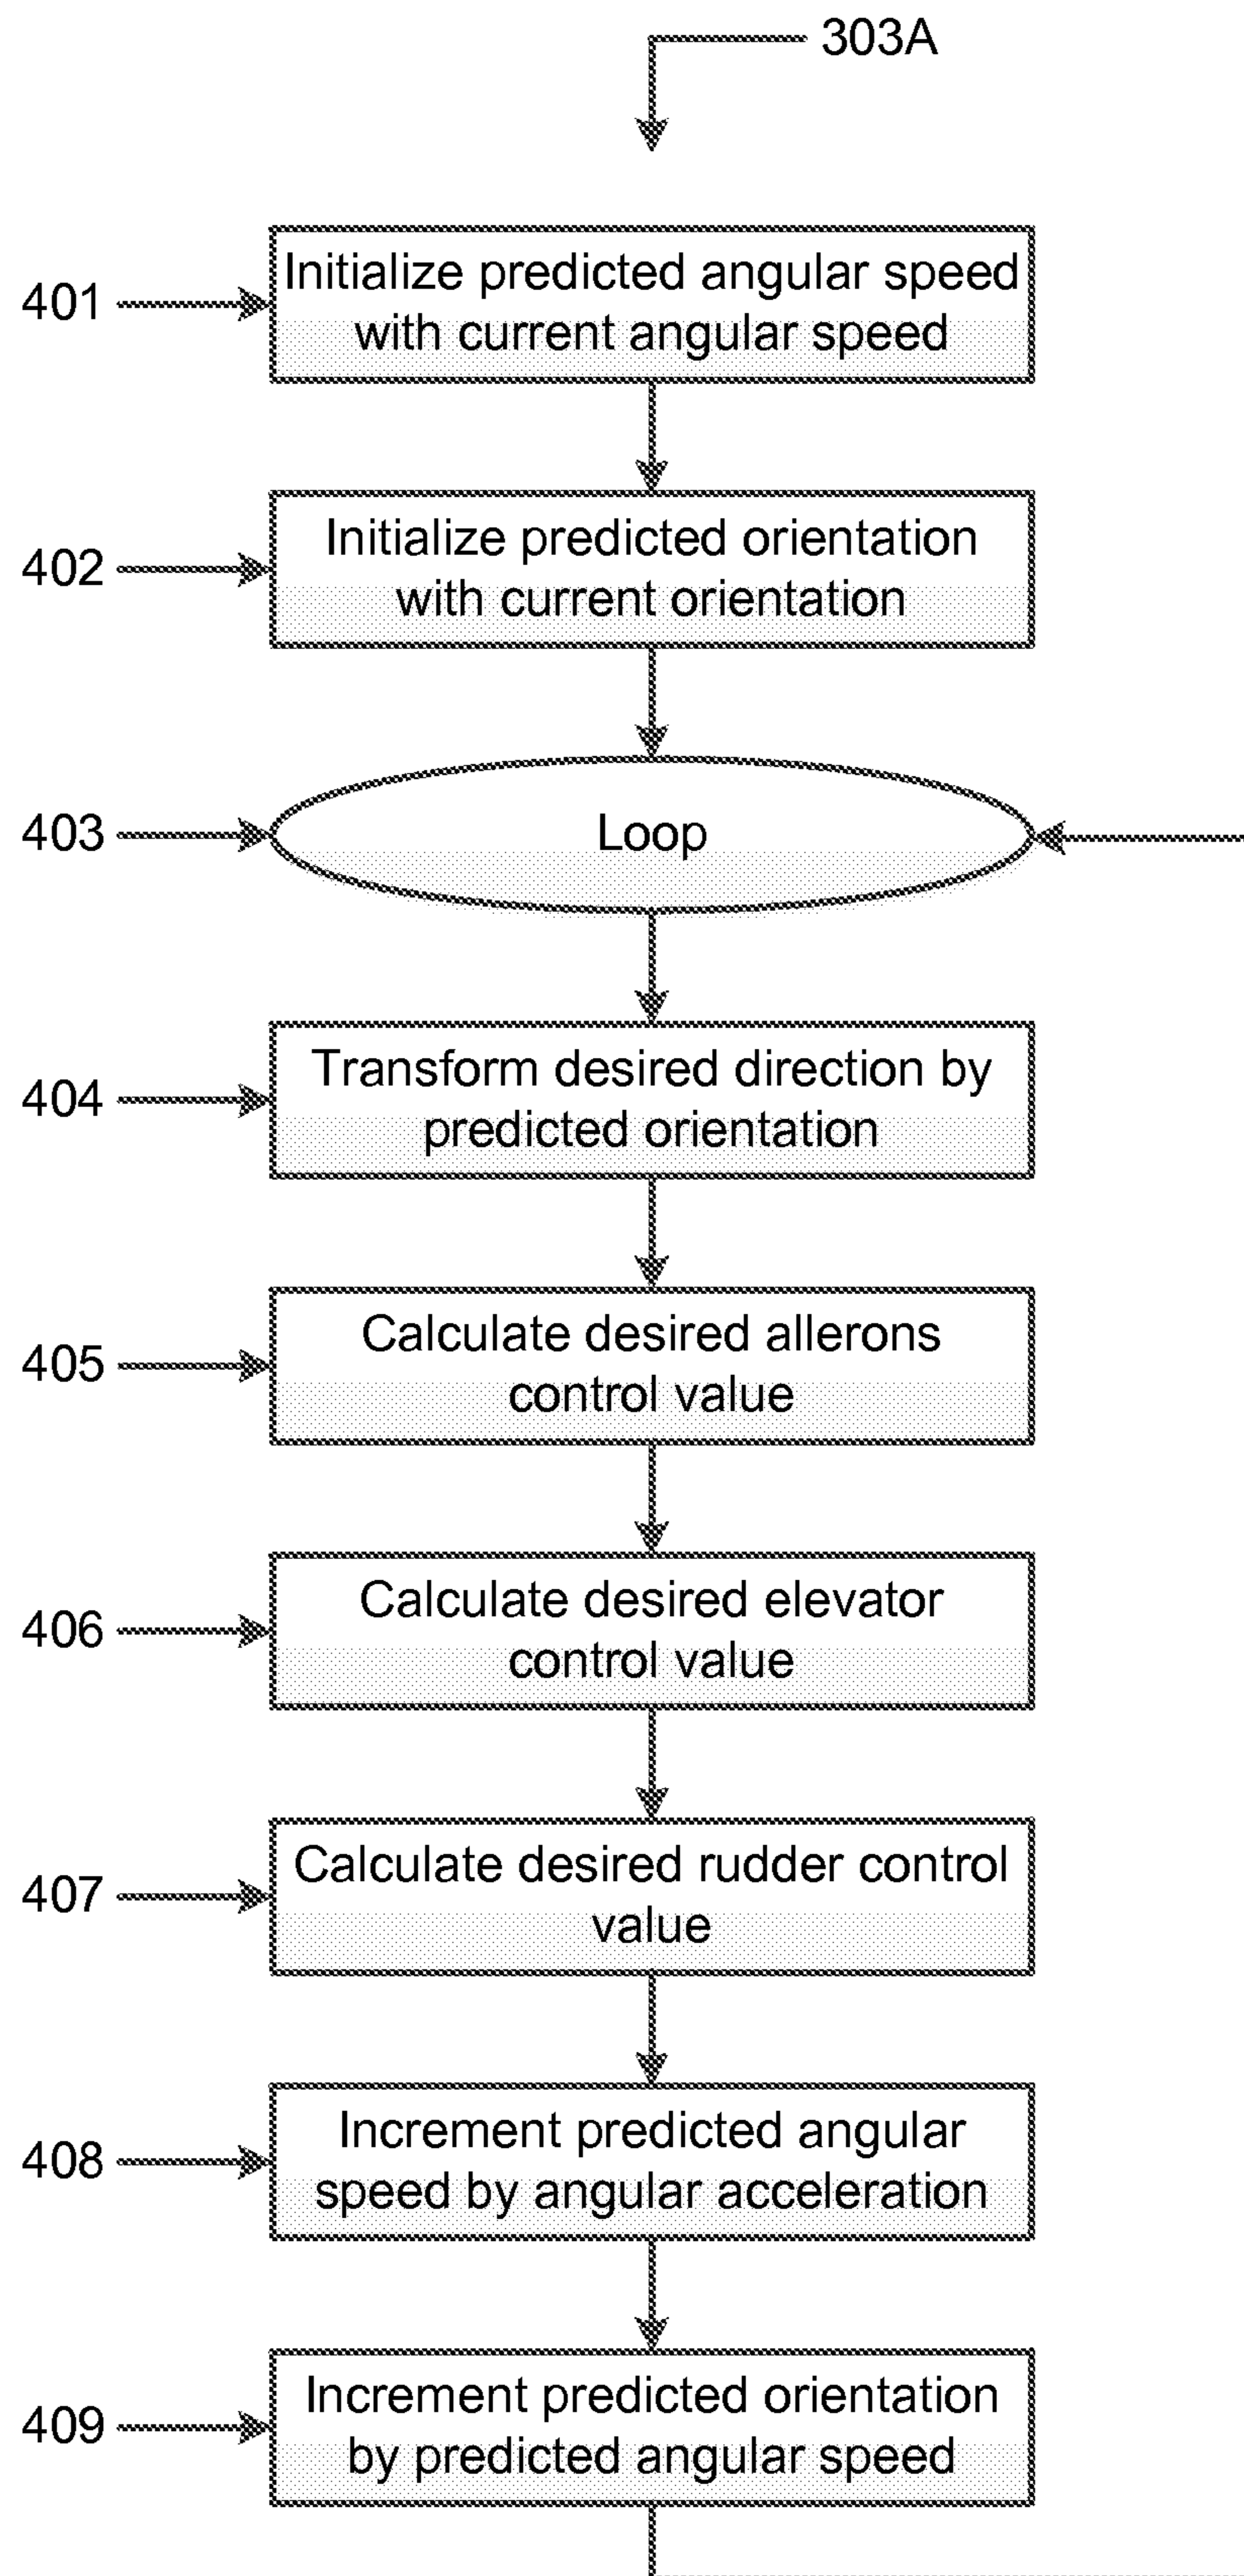 303A
401
Initialize predicted angular speed
with current angular speed
402
Initialize predicted orientation
with current orientation
403
Loop
404
Transform desired direction by
predicted orientation
405
Calculate desired allerons
control value
406
Calculate desired elevator
control value
407
Calculate desired rudder control
value
408
Increment predicted angular
speed by angular acceleration
409
Increment predicted orientation
by predicted angular speed